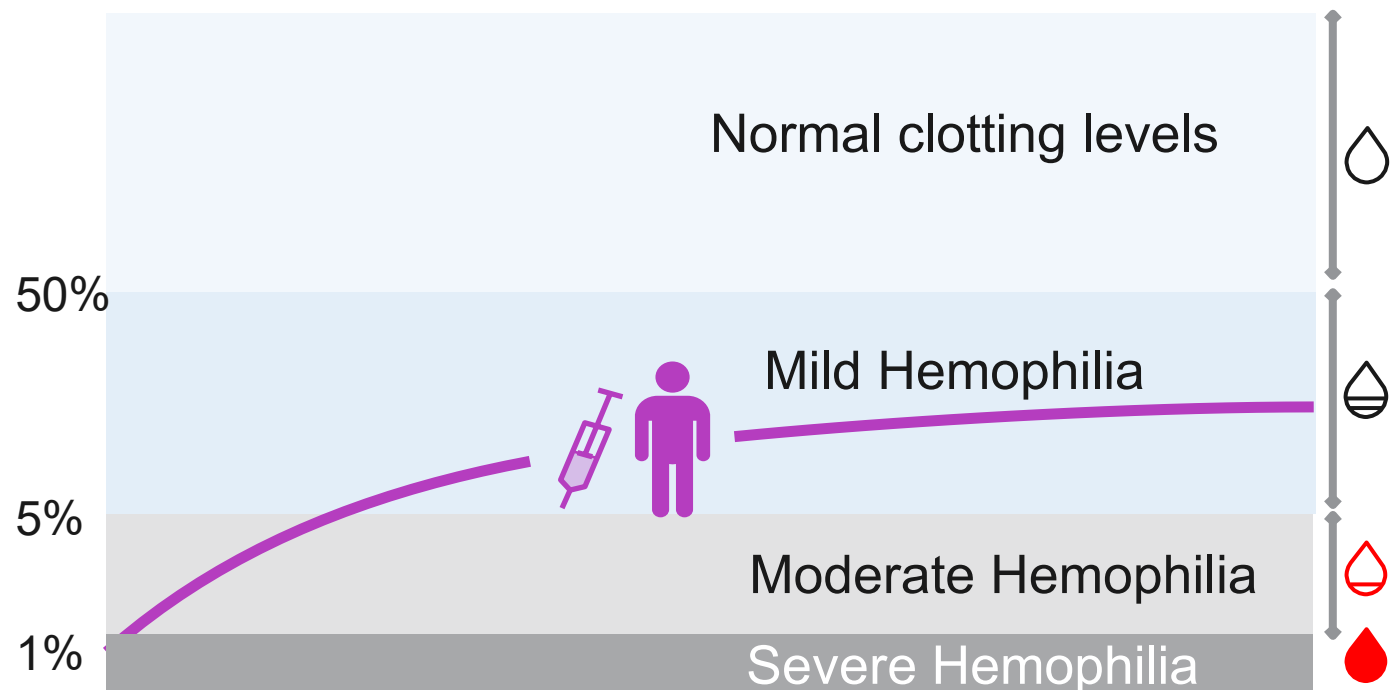 Normal clotting levels
50%
Mild Hemophilia
5%
Moderate Hemophilia
1%
Severe Hemophilia